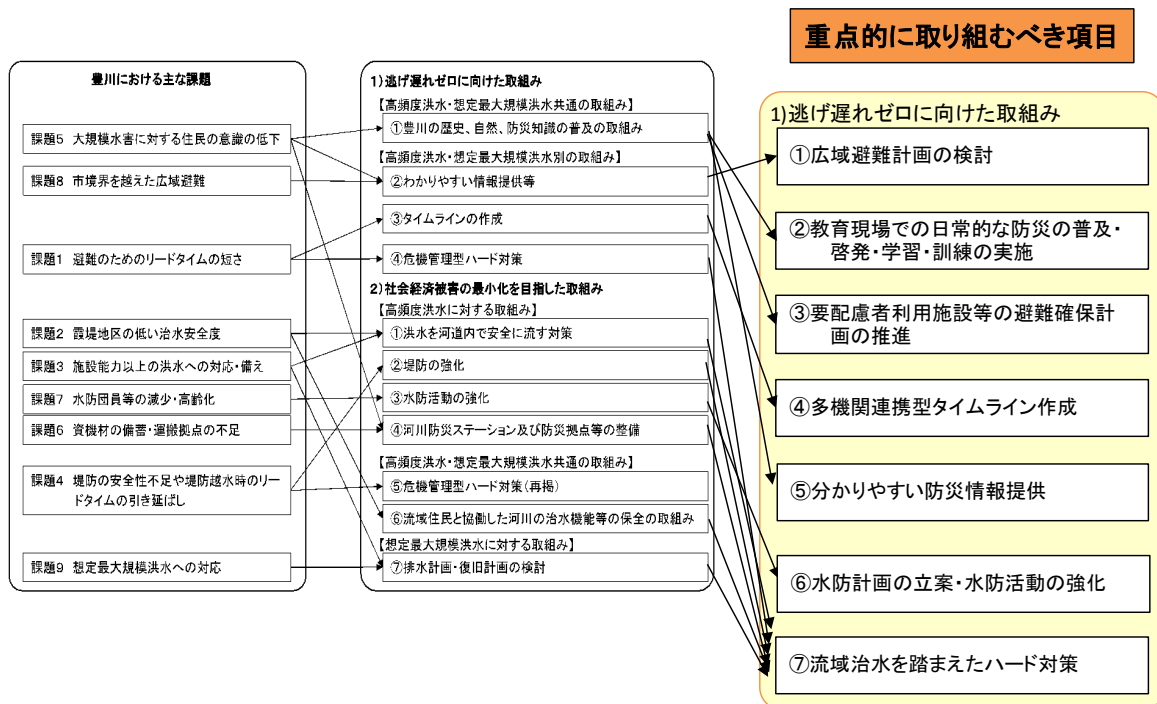 重点的に取り組むべき項目
豊川における主な課題
課題5 大規模水害に対する住民の意識の低下
課題8 市境界を越えた広域避難
課題1 避難のためのリードタイムの短さ
課題2 霞堤地区の低い治水安全度
課題3 施設能力以上の洪水への対応・備え
課題7 水防団員等の減少・高齢化
課題6 資機材の備蓄・運搬拠点の不足
課題4 堤防の安全性不足や堤防越水時のリー
ドタイムの引き延ばし
課題9 想定最大規模洪水への対応
1)逃げ遅れゼロに向けた取組み
【高頻度洪水・想定最大規模洪水共通の取組み】
①豊川の歴史、自然、防災知識の普及の取組み
【高頻度洪水・想定最大規模洪水別の取組み】
②わかりやすい情報提供等
③タイムラインの作成
④危機管理型ハード対策
2)社会経済被害の最小化を目指した取組み
【高頻度洪水に対する取組み】
①洪水を河道内で安全に流す対策
②堤防の強化
③水防活動の強化
④河川防災ステーション及び防災拠点等の整備
【高頻度洪水・想定最大規模洪水共通の取組み】
⑤危機管理型ハード対策(再掲)
⑥流域住民と協働した河川の治水機能等の保全の取組み
【想定最大規模洪水に対する取組み】
⑦排水計画・復旧計画の検討
1)逃げ遅れゼロに向けた取組み
①広域避難計画の検討
②教育現場での日常的な防災の普及・
啓発・学習・訓練の実施
③要配慮者利用施設等の避難確保計
画の推進
④多機関連携型タイムライン作成
⑤分かりやすい防災情報提供
⑥水防計画の立案・水防活動の強化
⑦流域治水を踏まえたハード対策